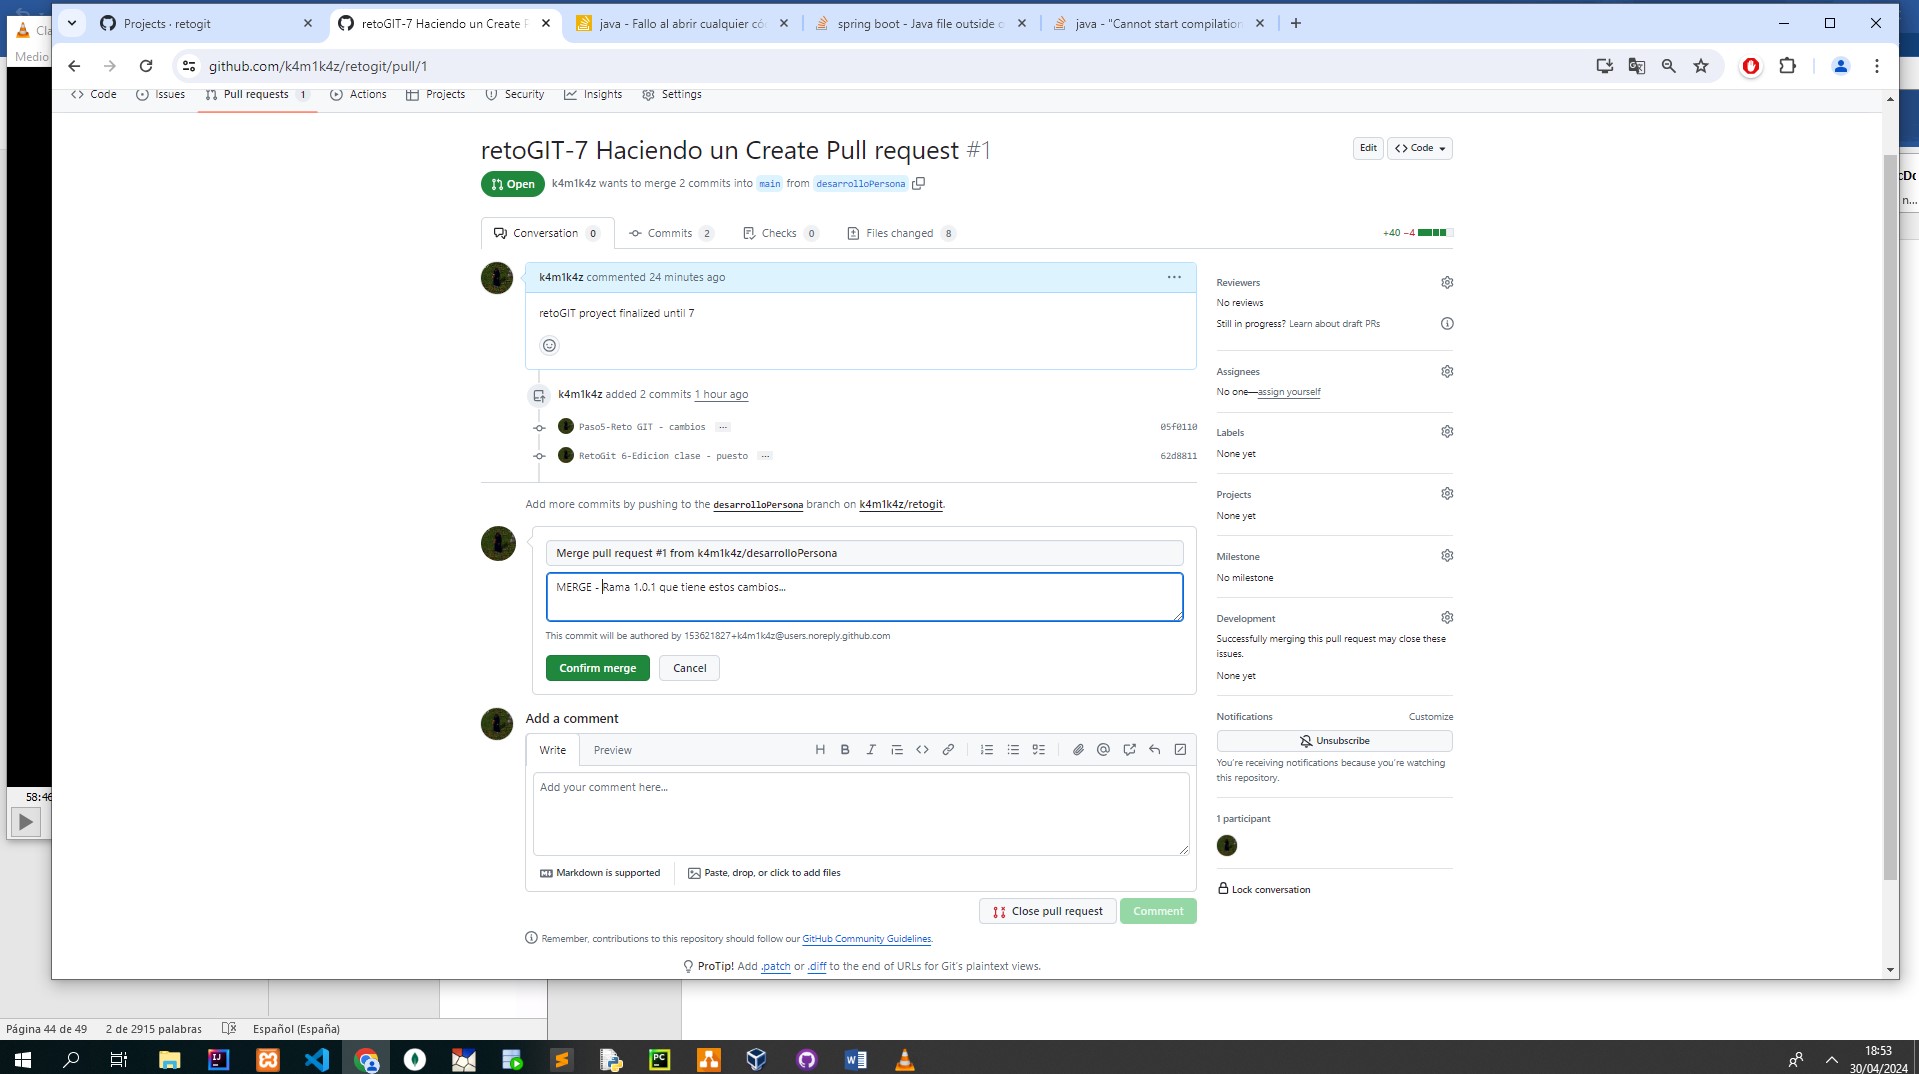 Cla
Medio
Projects · retogit
retoGIT-7 Haciendo un Create P
java - Fallo al abrir cualquier có
spring boot - Java file outside o
java - "Cannot start compilation
github.com/k4m1k4z/retogit/pull/1
Code
Issues
Pull requests 1
Actions
Projects
Security
Insights
Settings
retoGIT-7 Haciendo un Create Pull request #1
Edit
Code
Open
k4m1k4z wants to merge 2 commits into main from desarrolloPersona
Conversation 0
Commits 2
Checks 0
Files changed 8
+40 −4
k4m1k4z commented 24 minutes ago
retoGIT proyect finalized until 7
k4m1k4z added 2 commits 1 hour ago
Paso5-Reto GIT - cambios
05f0110
RetoGit 6-Edicion clase - puesto
62d8811
Add more commits by pushing to the desarrolloPersona branch on k4m1k4z/retogit.
Merge pull request #1 from k4m1k4z/desarrolloPersona
MERGE - Rama 1.0.1 que tiene estos cambios...
This commit will be authored by 153621827+k4m1k4z@users.noreply.github.com
Confirm merge
Cancel
Add a comment
Write
Preview
Add your comment here...
Markdown is supported
Paste, drop, or click to add files
Close pull request
Comment
Remember, contributions to this repository should follow our GitHub Community Guidelines.
ProTip! Add .patch or .diff to the end of URLs for Git's plaintext views.
Reviewers
No reviews
Still in progress? Learn about draft PRs
Assignees
No one—assign yourself
Labels
None yet
Projects
None yet
Milestone
No milestone
Development
Successfully merging this pull request may close these
issues.
None yet
Notifications
Customize
Unsubscribe
You're receiving notifications because you're watching
this repository.
1 participant
Lock conversation
58:46
cDc
n...
Página 44 de 49
2 de 2915 palabras
Español (España)
18:53
30/04/2024